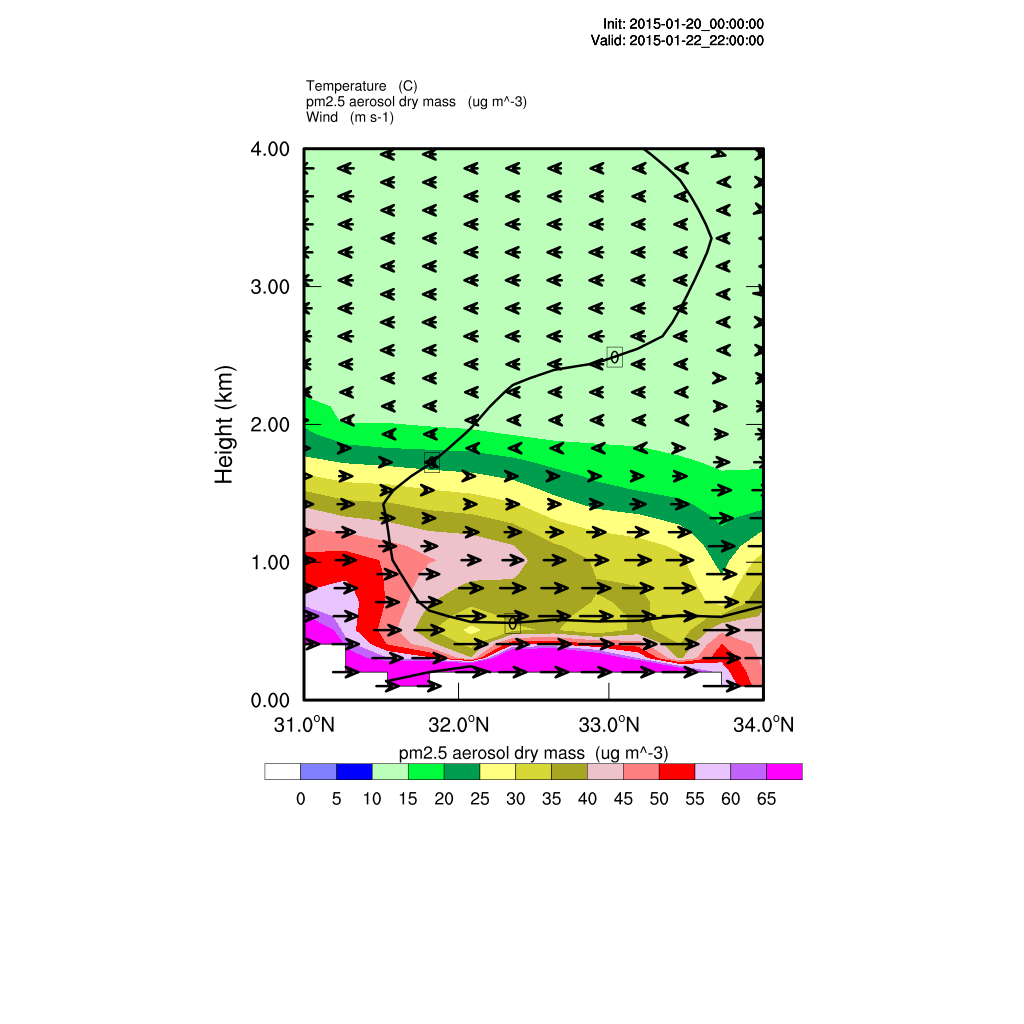 Init: 2015-01-20_00:00:00
Valid: 2015-01-22_22:00:00
Temperature (C)
pm2.5 aerosol dry mass (ug m^-3)
Wind (m s-1)
4.00
3.00
0
2.00
Height (km)
1.00
0
0.00
31.0°N 32.0°N 33.0°N 34.0°N
pm2.5 aerosol dry mass (ug m^-3)
0 5 10 15 20 25 30 35 40 45 50 55 60 65